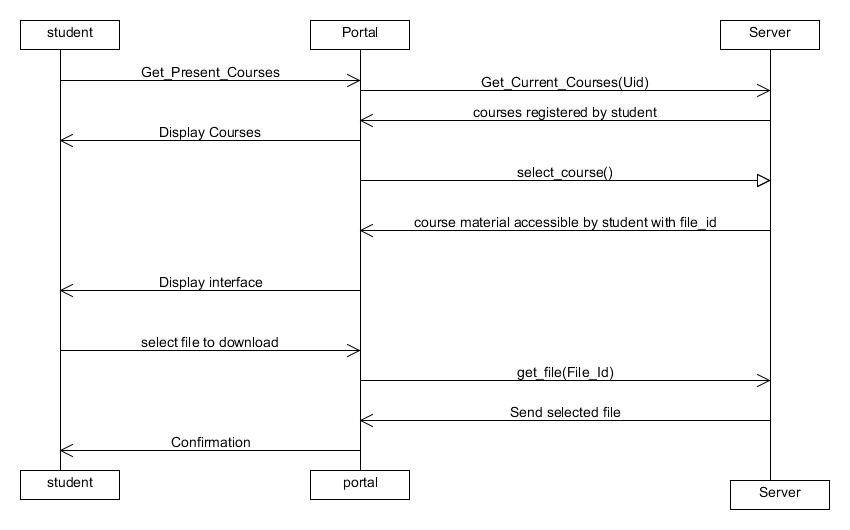 student
Portal
Server
Get_Present_Courses
Get_Current_Courses(Uid)
courses registered by student
Display Courses
select_course()
course material accessible by student with file_id
Display interface
select file to download
get_file(File_Id)
Send selected file
Confirmation
student
portal
Server